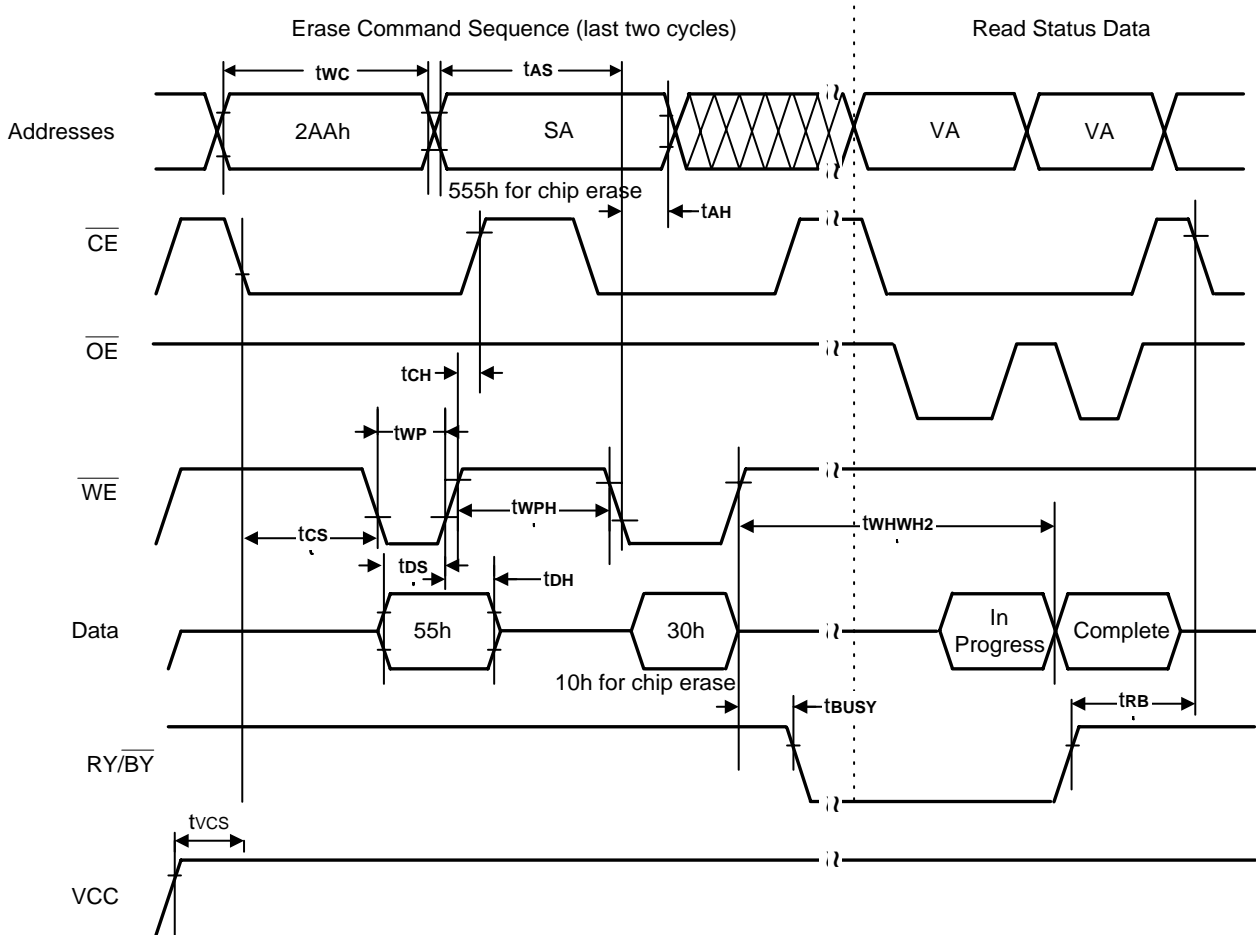 Erase Command Sequence (last two cycles)
Read Status Data
tWC
tAS
Addresses
2AAh
SA
VA
VA
555h for chip erase
tAH
CE
OE
tCH
tWP
WE
tWPH
tWHWH2
tCS
tDS
tDH
Data
55h
30h
In
Progress
Complete
10h for chip erase
tBUSY
tRB
RY/BY
tVCS
VCC